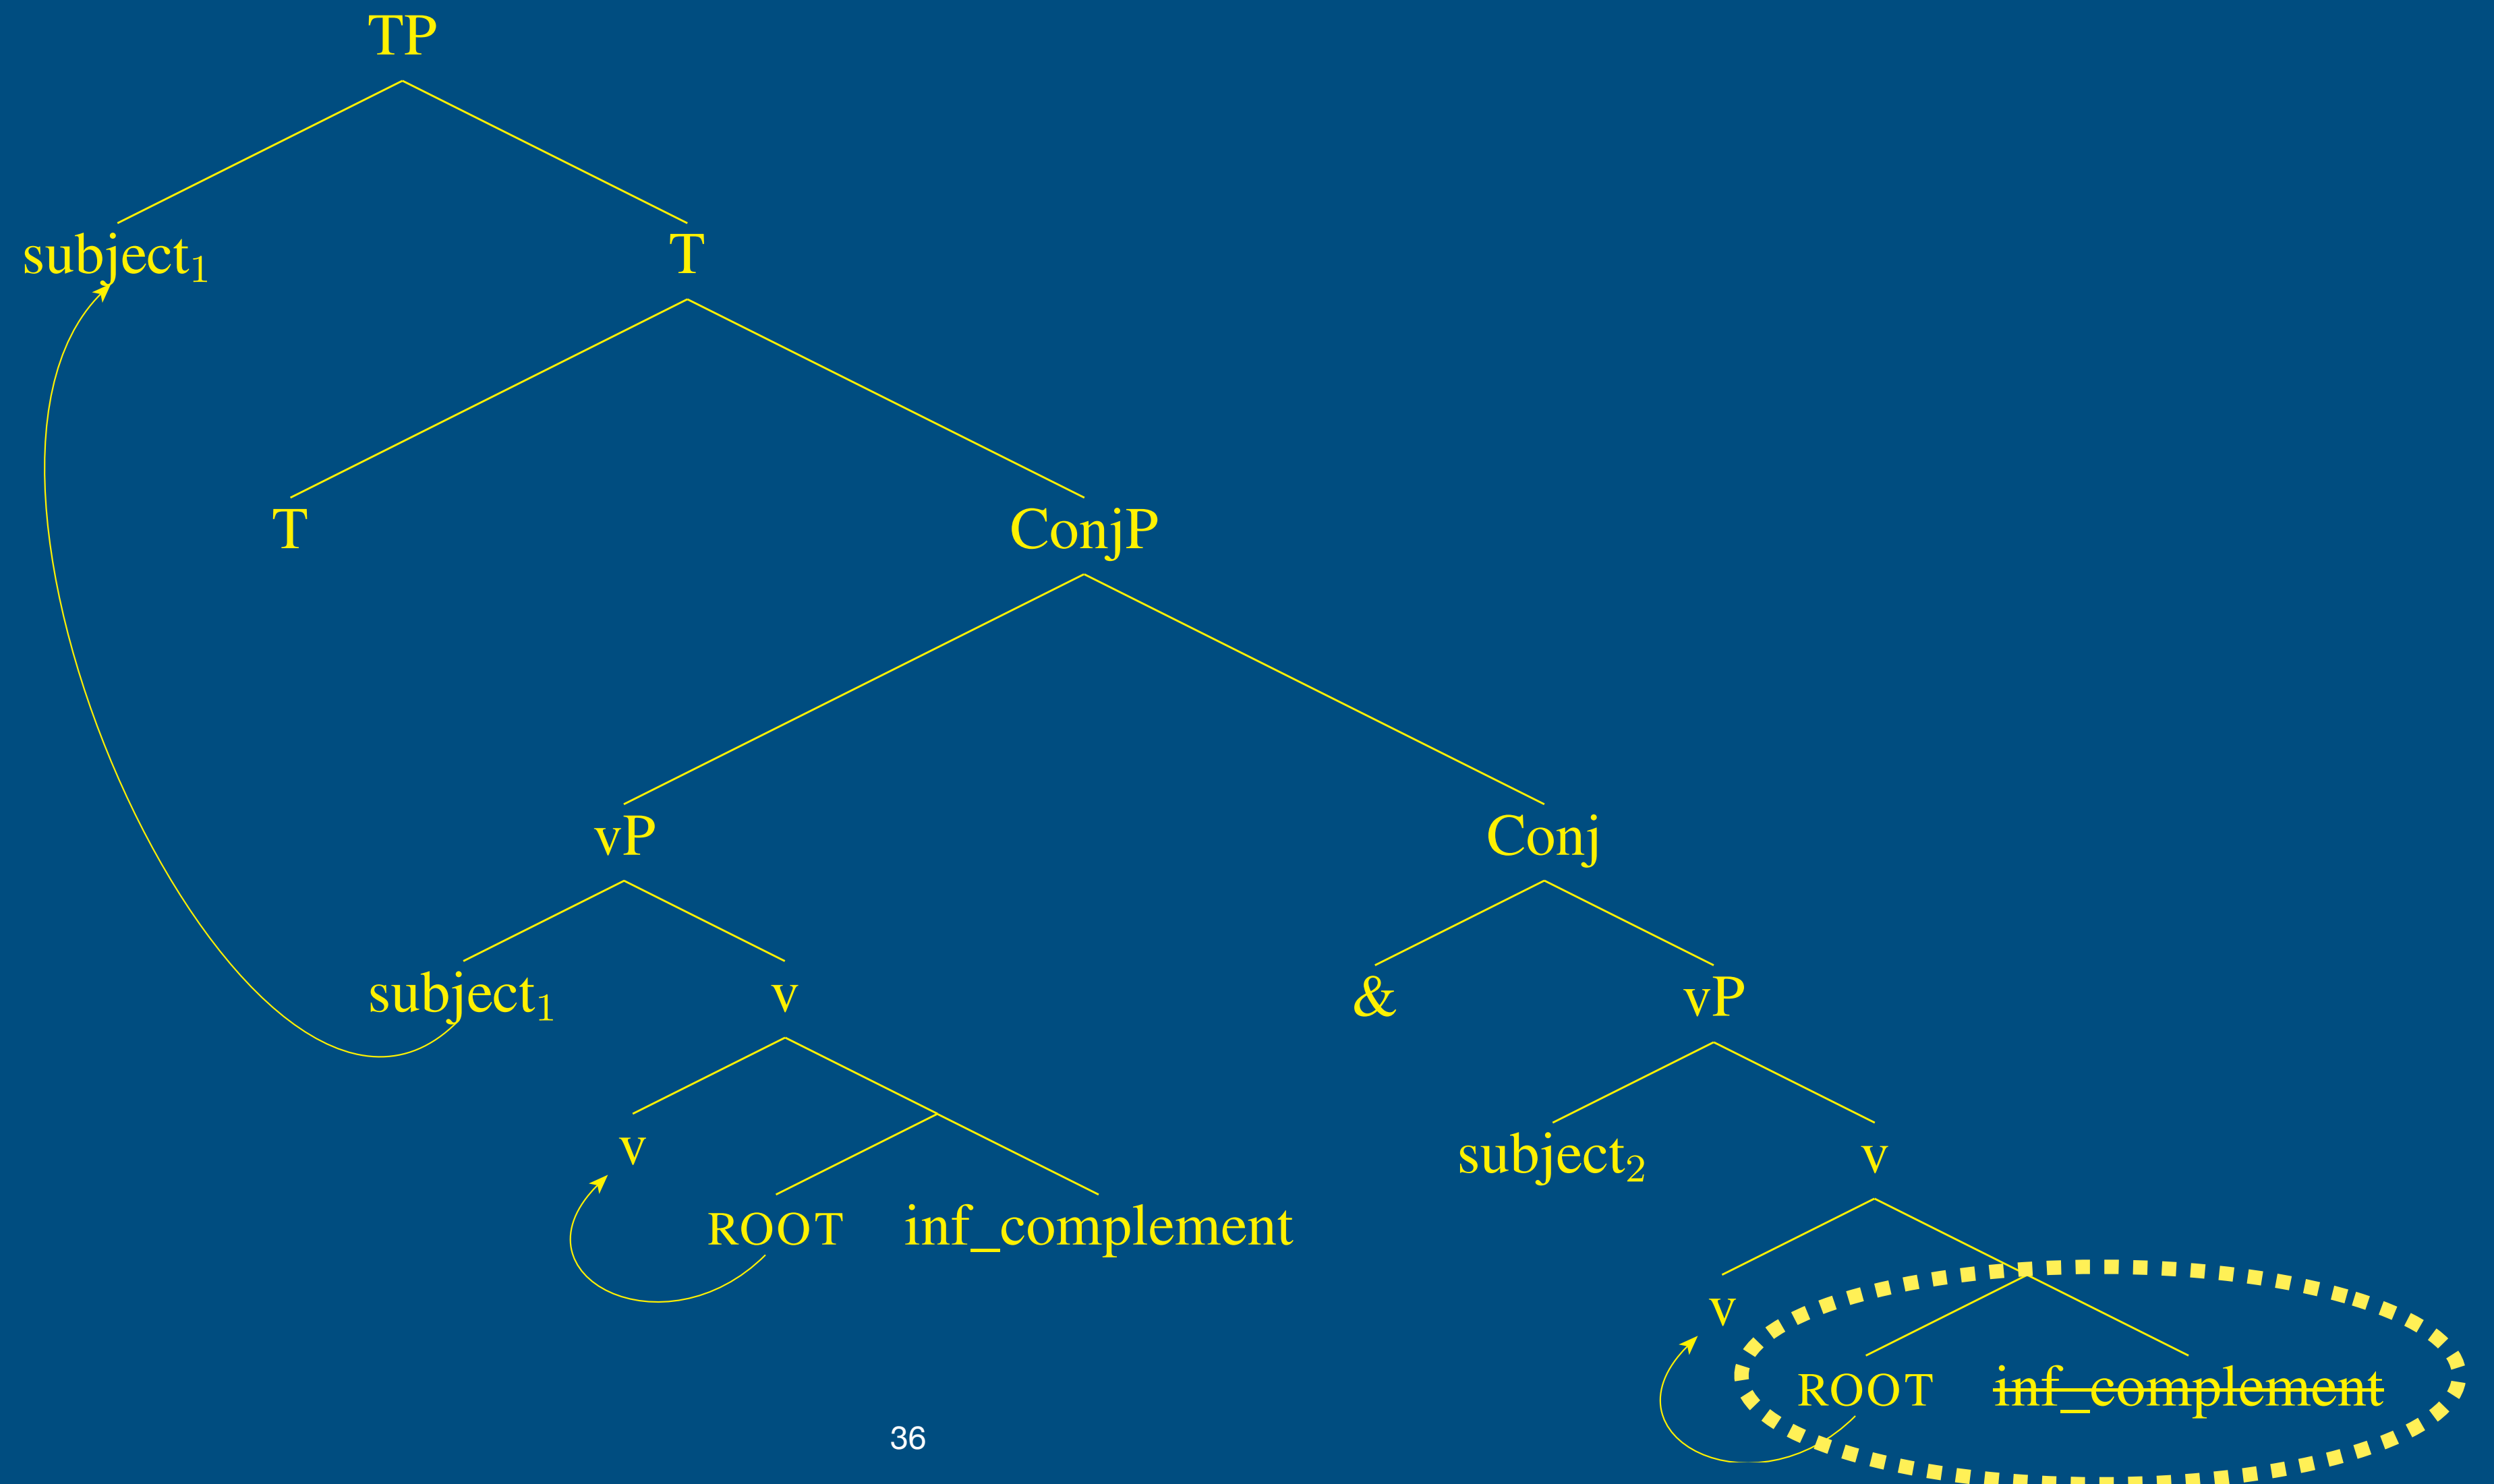 TP
subject₁ T
T ConjP
vP Conj
subject₁ v & vP
v subject₂ v
ROOT inf_complement
v
ROOT inf_complement
36